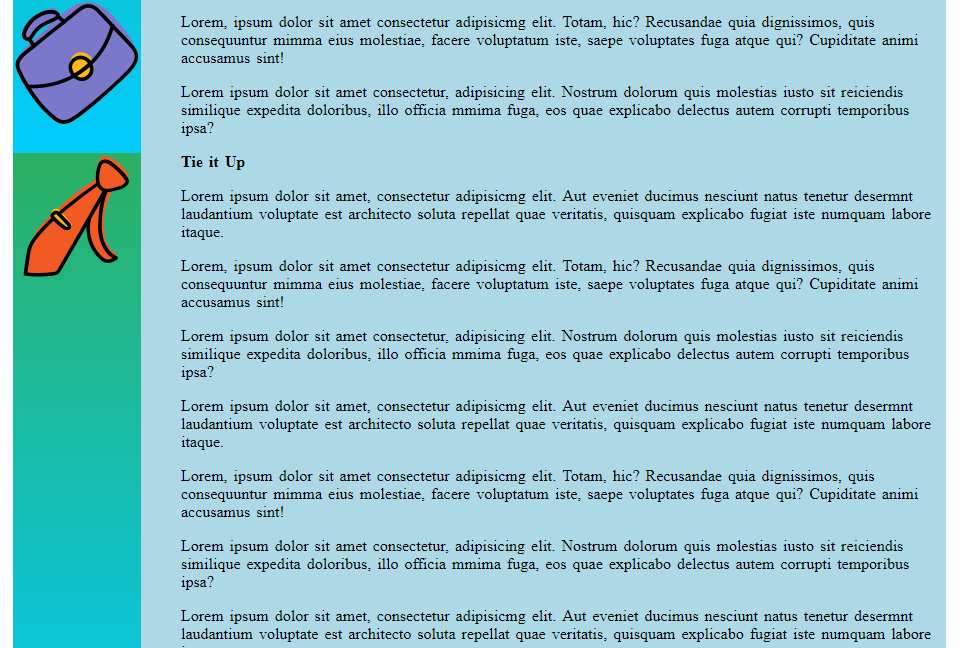 Lorem, ipsum dolor sit amet consectetur adipisicmg elit. Totam, hic? Recusandae quia dignissimos, quis
consequuntur mimma eius molestiae, facere voluptatum iste, saepe voluptates fuga atque qui? Cupiditate animi
accusamus sint!
Lorem ipsum dolor sit amet consectetur, adipisicing elit. Nostrum dolorum quis molestias iusto sit reiciendis
similique expedita doloribus, illo officia mmima fuga, eos quae explicabo delectus autem corrupti temporibus
ipsa?
Tie it Up
Lorem ipsum dolor sit amet, consectetur adipisicmg elit. Aut eveniet ducimus nesciunt natus tenetur desermnt
laudantium voluptate est architecto soluta repellat quae veritatis, quisquam explicabo fugiat iste numquam labore
itaque.
Lorem, ipsum dolor sit amet consectetur adipisicmg elit. Totam, hic? Recusandae quia dignissimos, quis
consequuntur mimma eius molestiae, facere voluptatum iste, saepe voluptates fuga atque qui? Cupiditate animi
accusamus sint!
Lorem ipsum dolor sit amet consectetur, adipisicing elit. Nostrum dolorum quis molestias iusto sit reiciendis
similique expedita doloribus, illo officia mmima fuga, eos quae explicabo delectus autem corrupti temporibus
ipsa?
Lorem ipsum dolor sit amet, consectetur adipisicmg elit. Aut eveniet ducimus nesciunt natus tenetur desermnt
laudantium voluptate est architecto soluta repellat quae veritatis, quisquam explicabo fugiat iste numquam labore
itaque.
Lorem, ipsum dolor sit amet consectetur adipisicmg elit. Totam, hic? Recusandae quia dignissimos, quis
consequuntur mimma eius molestiae, facere voluptatum iste, saepe voluptates fuga atque qui? Cupiditate animi
accusamus sint!
Lorem ipsum dolor sit amet consectetur, adipisicing elit. Nostrum dolorum quis molestias iusto sit reiciendis
similique expedita doloribus, illo officia mmima fuga, eos quae explicabo delectus autem corrupti temporibus
ipsa?
Lorem ipsum dolor sit amet, consectetur adipisicmg elit. Aut eveniet ducimus nesciunt natus tenetur desermnt
laudantium voluptate est architecto soluta repellat quae veritatis, quisquam explicabo fugiat iste numquam labore